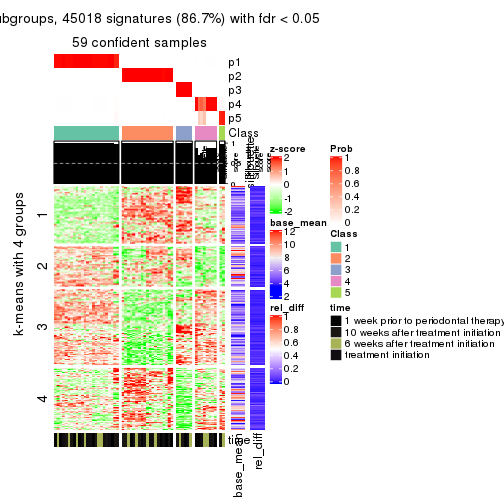 ubgroups, 45018 signatures (86.7%) with fdr < 0.05
59 confident samples
p1
p2
p3
p4
p5
Class
1
0
silhouette
score
k-means with 4 groups
1
2
3
4
time
base_mean
rel_diff
z-score
2
1
0
-1
-2
base_mean
12
10
8
6
4
2
rel_diff
1
0.8
0.6
0.4
0.2
0
Prob
1
0.8
0.6
0.4
0.2
0
Class
1
2
3
4
5
time
1 week prior to periodontal therapy
10 weeks after treatment initiation
6 weeks after treatment initiation
treatment initiation